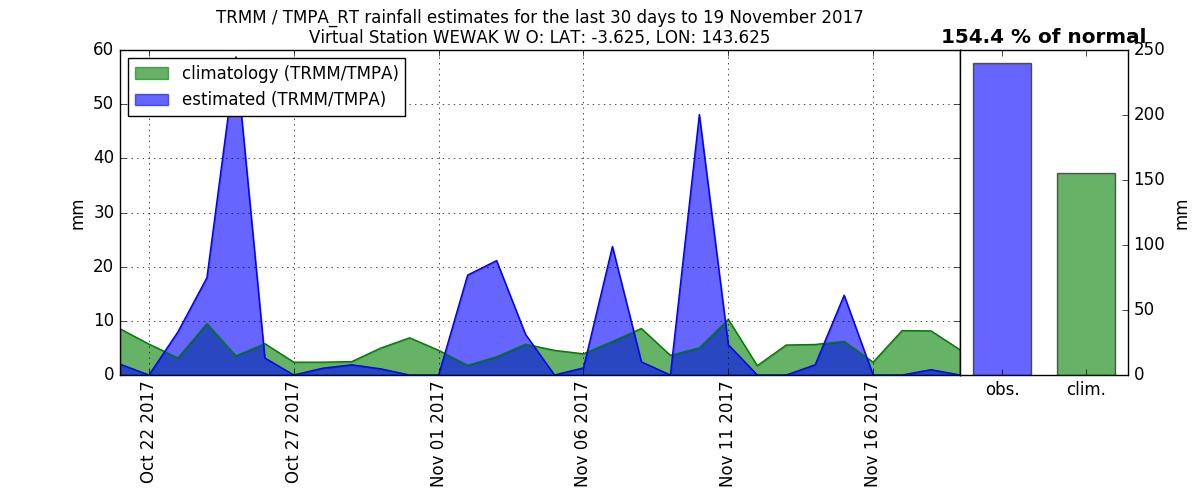 TRMM / TMPA_RT rainfall estimates for the last 30 days to 19 November 2017
Virtual Station WEWAK W O: LAT: -3.625, LON: 143.625
154.4 % of normal
climatology (TRMM/TMPA)
estimated (TRMM/TMPA)
60
50
40
30
20
10
0
mm
Oct 22 2017
Oct 27 2017
Nov 01 2017
Nov 06 2017
Nov 11 2017
Nov 16 2017
obs.
clim.
250
200
150
100
50
0
mm